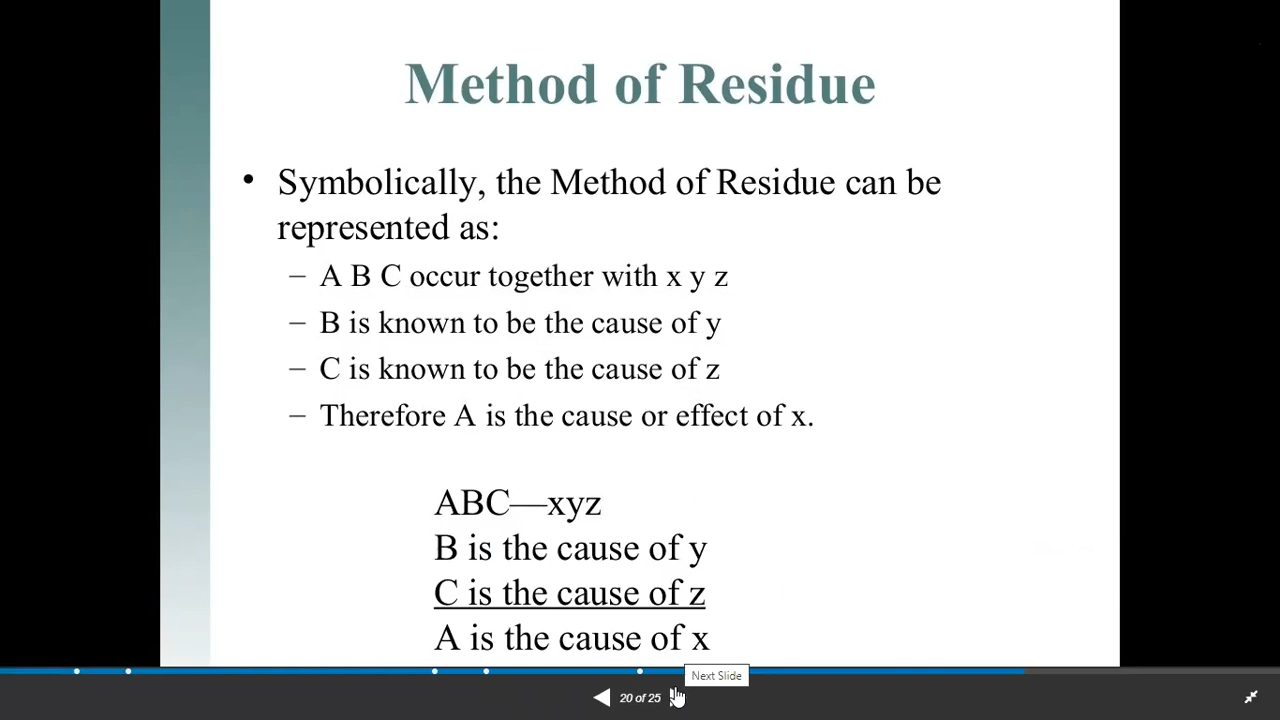 Method of Residue
• Symbolically, the Method of Residue can be
represented as:
– A B C occur together with x y z
– B is known to be the cause of y
– C is known to be the cause of z
– Therefore A is the cause or effect of x.
ABC—xyz
B is the cause of y
C is the cause of z
A is the cause of x
Next Slide
20 of 25